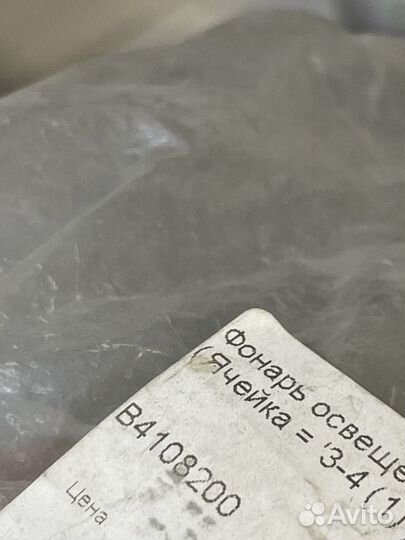 Фонарь освеще
(Ячейка = '3-4 (1)
B4108200
Цена
Avito